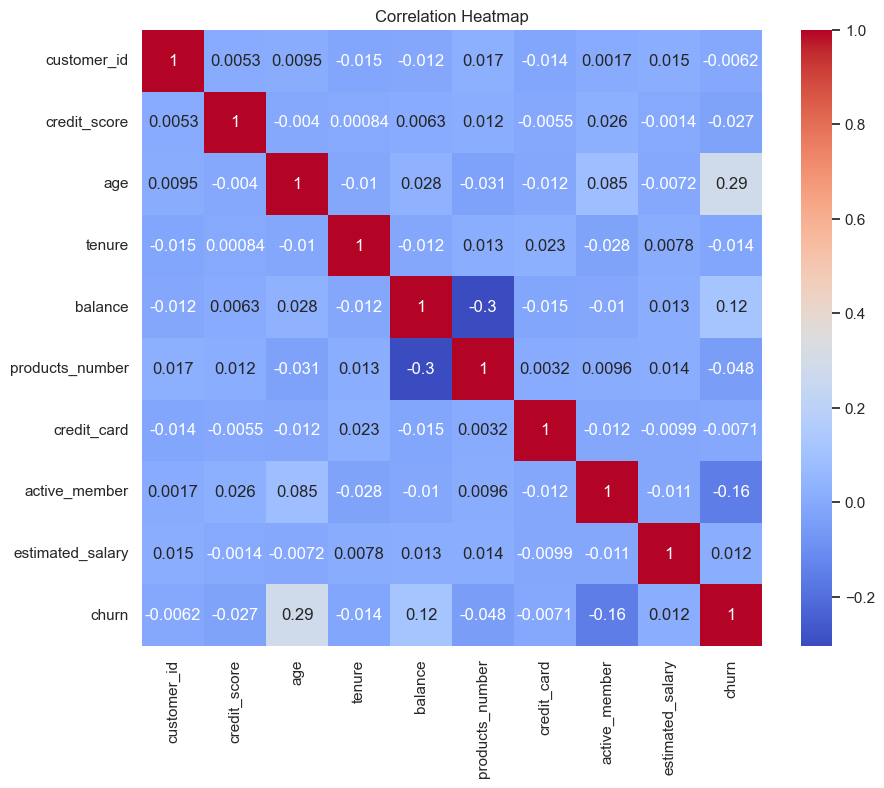 Correlation Heatmap
customer_id 1 0.0053 0.0095 -0.015 -0.012 0.017 -0.014 0.0017 0.015 -0.0062
credit_score 0.0053 1 -0.004 0.00084 0.0063 0.012 -0.0055 0.026 -0.0014 -0.027
age 0.0095 -0.004 1 -0.01 0.028 -0.031 -0.012 0.085 -0.0072 0.29
tenure -0.015 0.00084 -0.01 1 -0.012 0.013 0.023 -0.028 0.0078 -0.014
balance -0.012 0.0063 0.028 -0.012 1 -0.3 -0.015 -0.01 0.013 0.12
products_number 0.017 0.012 -0.031 0.013 -0.3 1 0.0032 0.0096 0.014 -0.048
credit_card -0.014 -0.0055 -0.012 0.023 -0.015 0.0032 1 -0.012 -0.0099 -0.0071
active_member 0.0017 0.026 0.085 -0.028 -0.01 0.0096 -0.012 1 -0.011 -0.16
estimated_salary 0.015 -0.0014 -0.0072 0.0078 0.013 0.014 -0.0099 -0.011 1 0.012
churn -0.0062 -0.027 0.29 -0.014 0.12 -0.048 -0.0071 -0.16 0.012 1
customer_id
credit_score
age
tenure
balance
products_number
credit_card
active_member
estimated_salary
churn
1.0
0.8
0.6
0.4
0.2
0.0
−0.2